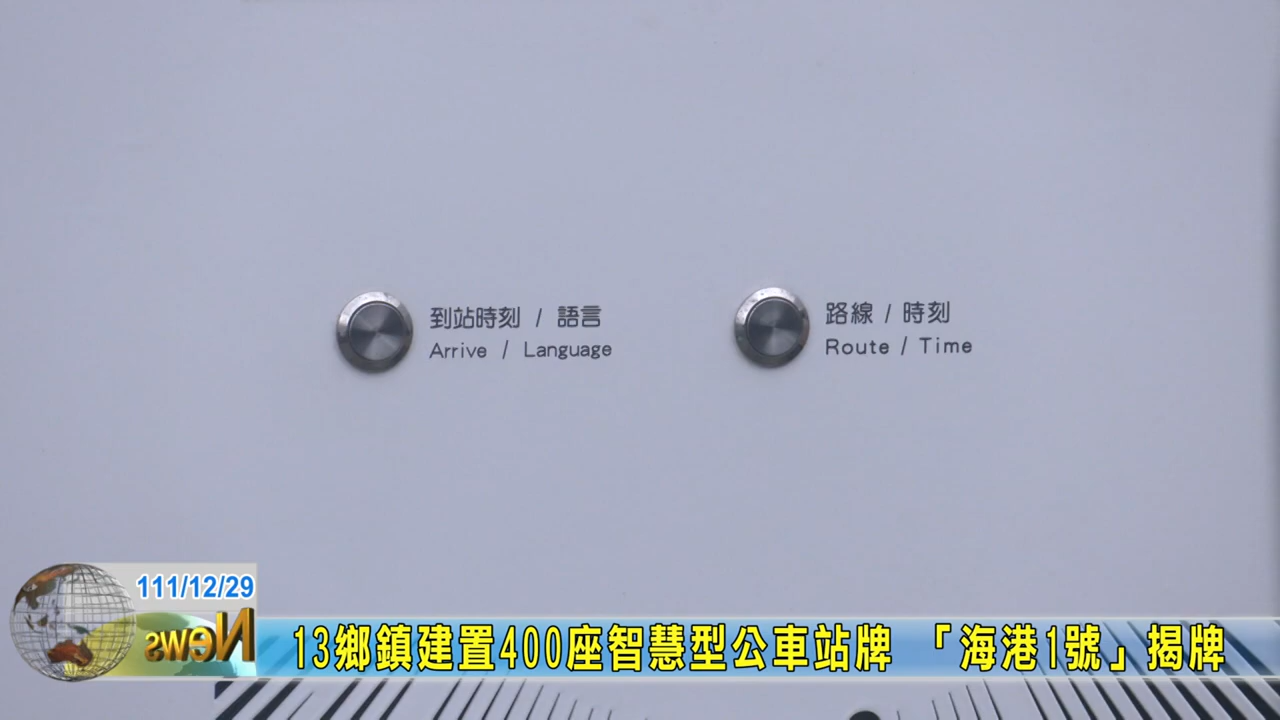 到站時刻 / 語言
Arrive / Language
路線 / 時刻
Route / Time
111/12/29
News
13鄉鎮建置400座智慧型公車站牌 「海港1號」揭牌